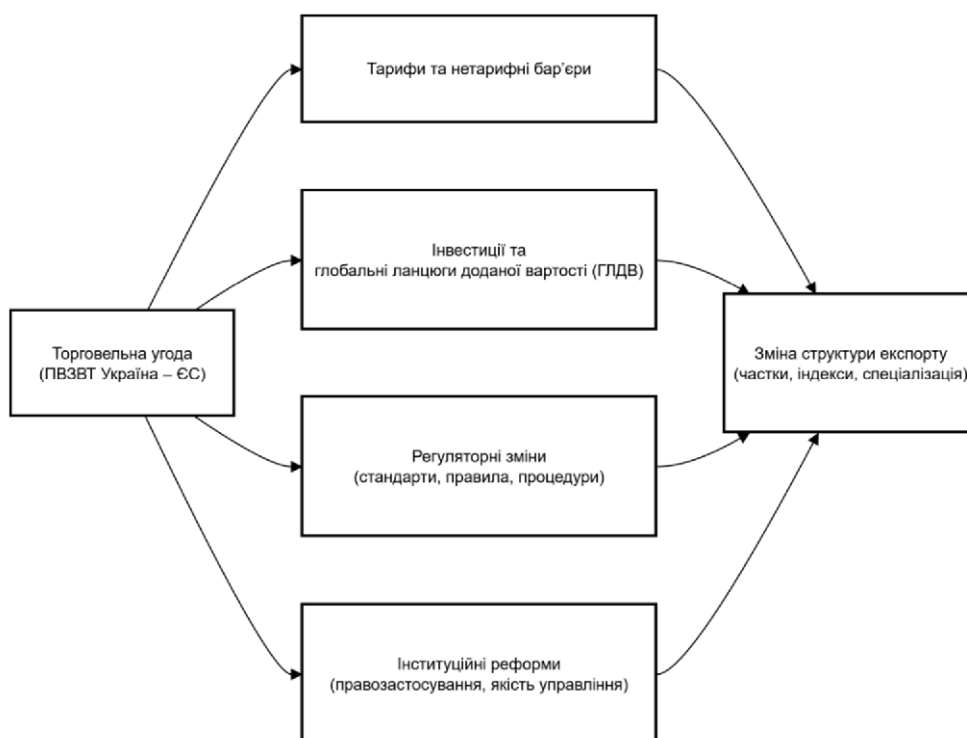 Тарифи та нетарифні бар’єри
Інвестиції та
глобальні ланцюги доданої вартості (ГЛДВ)
Торговельна угода
(ПВЗВТ Україна – ЄС)
Зміна структури експорту
(частки, індекси, спеціалізація)
Регуляторні зміни
(стандарти, правила, процедури)
Інституційні реформи
(правозастосування, якість управління)